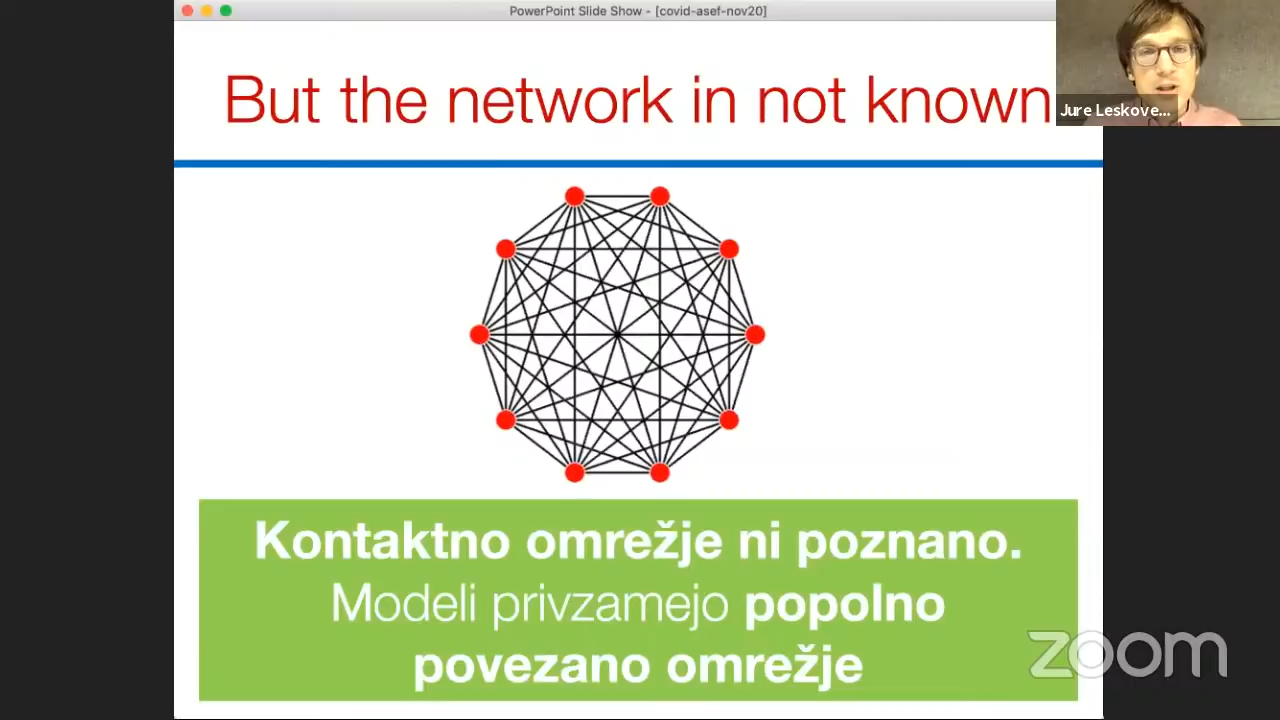 PowerPoint Slide Show - [covid-asef-nov20]
But the network in not known
Jure Leskove...
Kontaktno omrežje ni poznano.
Modeli privzamejo popolno
povezano omrežje
zoom